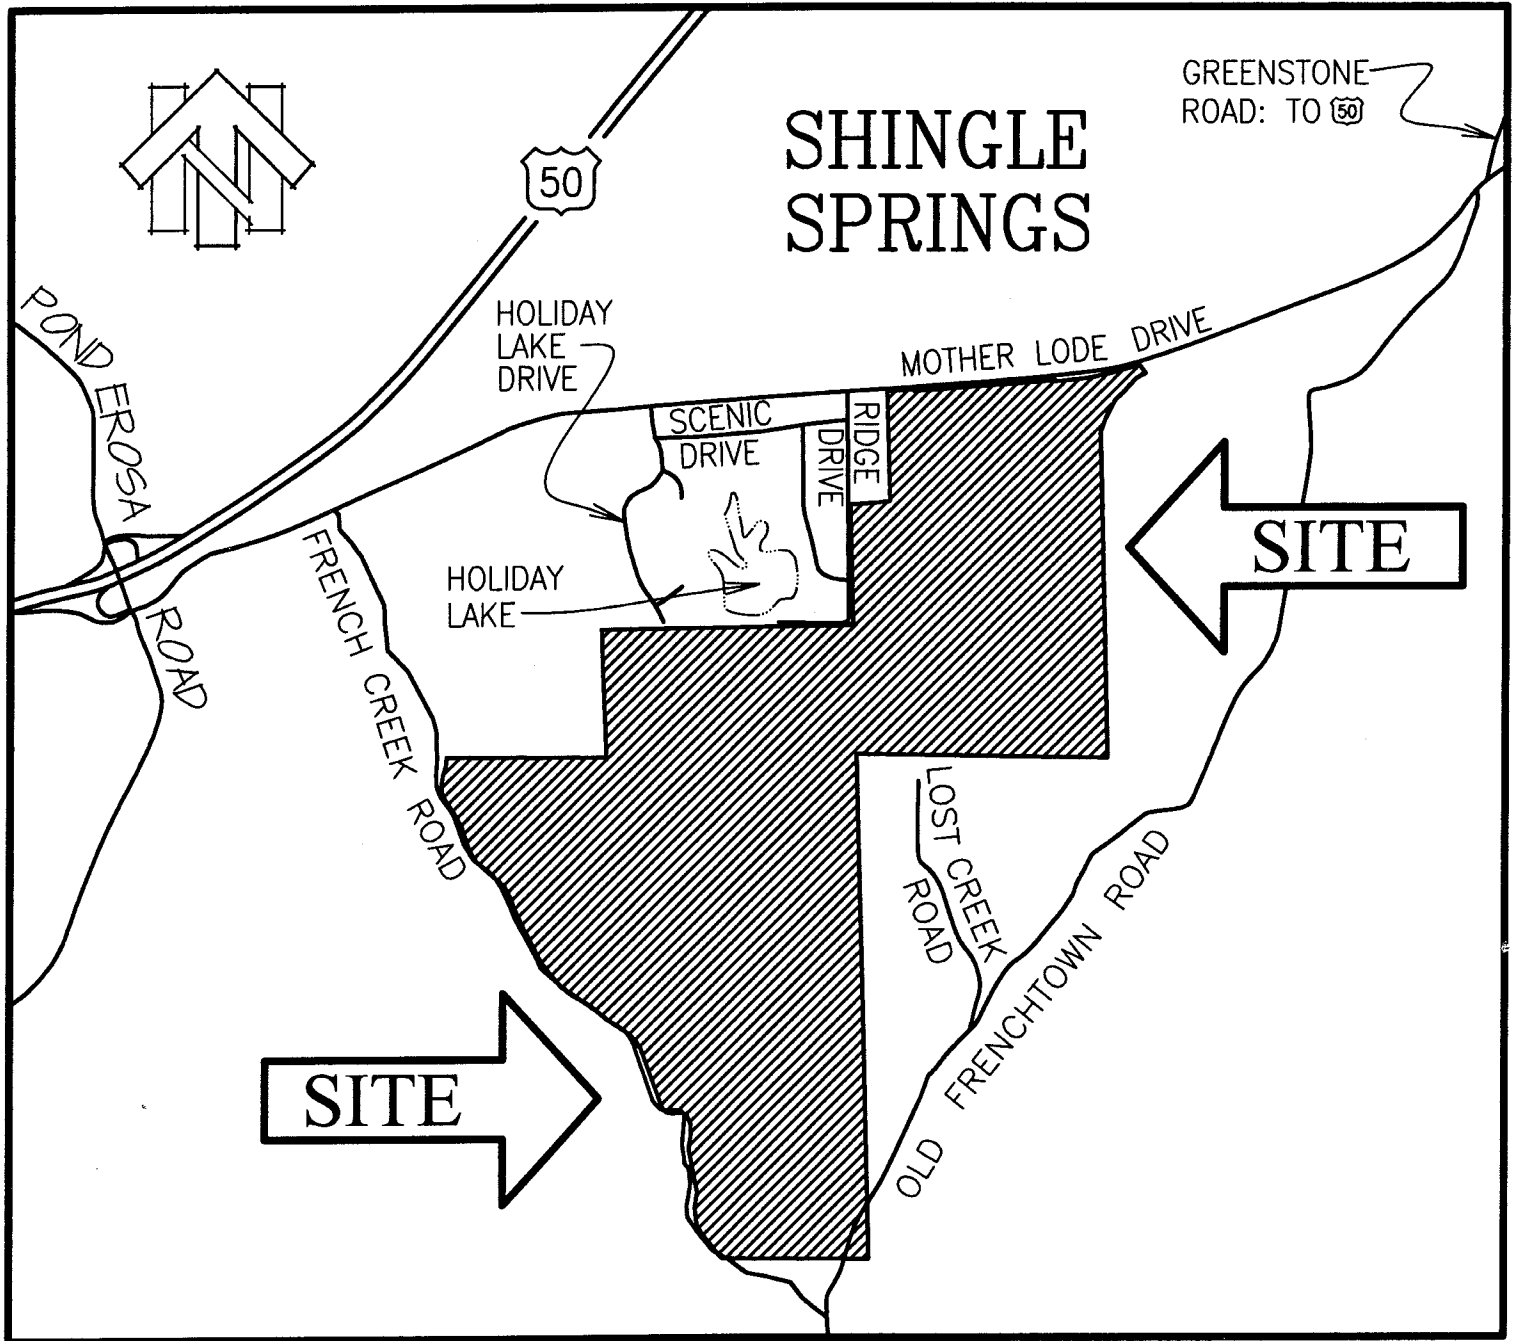 N
GREENSTONE
ROAD: TO 50
SHINGLE
SPRINGS
50
PONDEROSA
ROAD
HOLIDAY
LAKE
DRIVE
MOTHER LODE DRIVE
SCENIC
DRIVE
RIDGE
DRIVE
SITE
FRENCH CREEK ROAD
HOLIDAY
LAKE
LOST CREEK
ROAD
OLD FRENCHTOWN ROAD
SITE